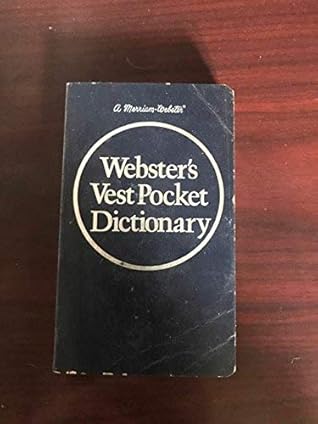 a Merriam-Webster®
Webster's
Vest Pocket
Dictionary